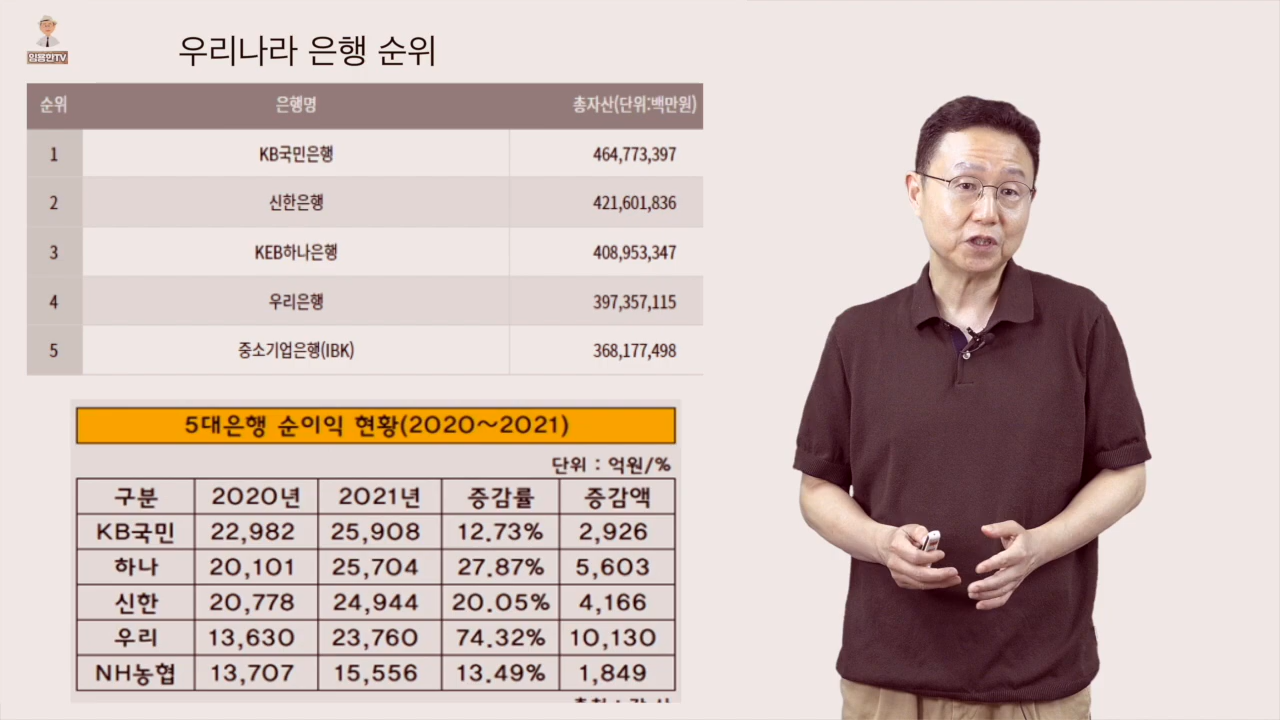 임용한TV
우리나라 은행 순위
순위 은행명 총자산(단위:백만원)
1 KB국민은행 464,773,397
2 신한은행 421,601,836
3 KEB하나은행 408,953,347
4 우리은행 397,357,115
5 중소기업은행(IBK) 368,177,498
5대은행 순이익 현황(2020~2021)
단위 : 억원/%
구분 2020년 2021년 증감률 증감액
KB국민 22,982 25,908 12.73% 2,926
하나 20,101 25,704 27.87% 5,603
신한 20,778 24,944 20.05% 4,166
우리 13,630 23,760 74.32% 10,130
NH농협 13,707 15,556 13.49% 1,849